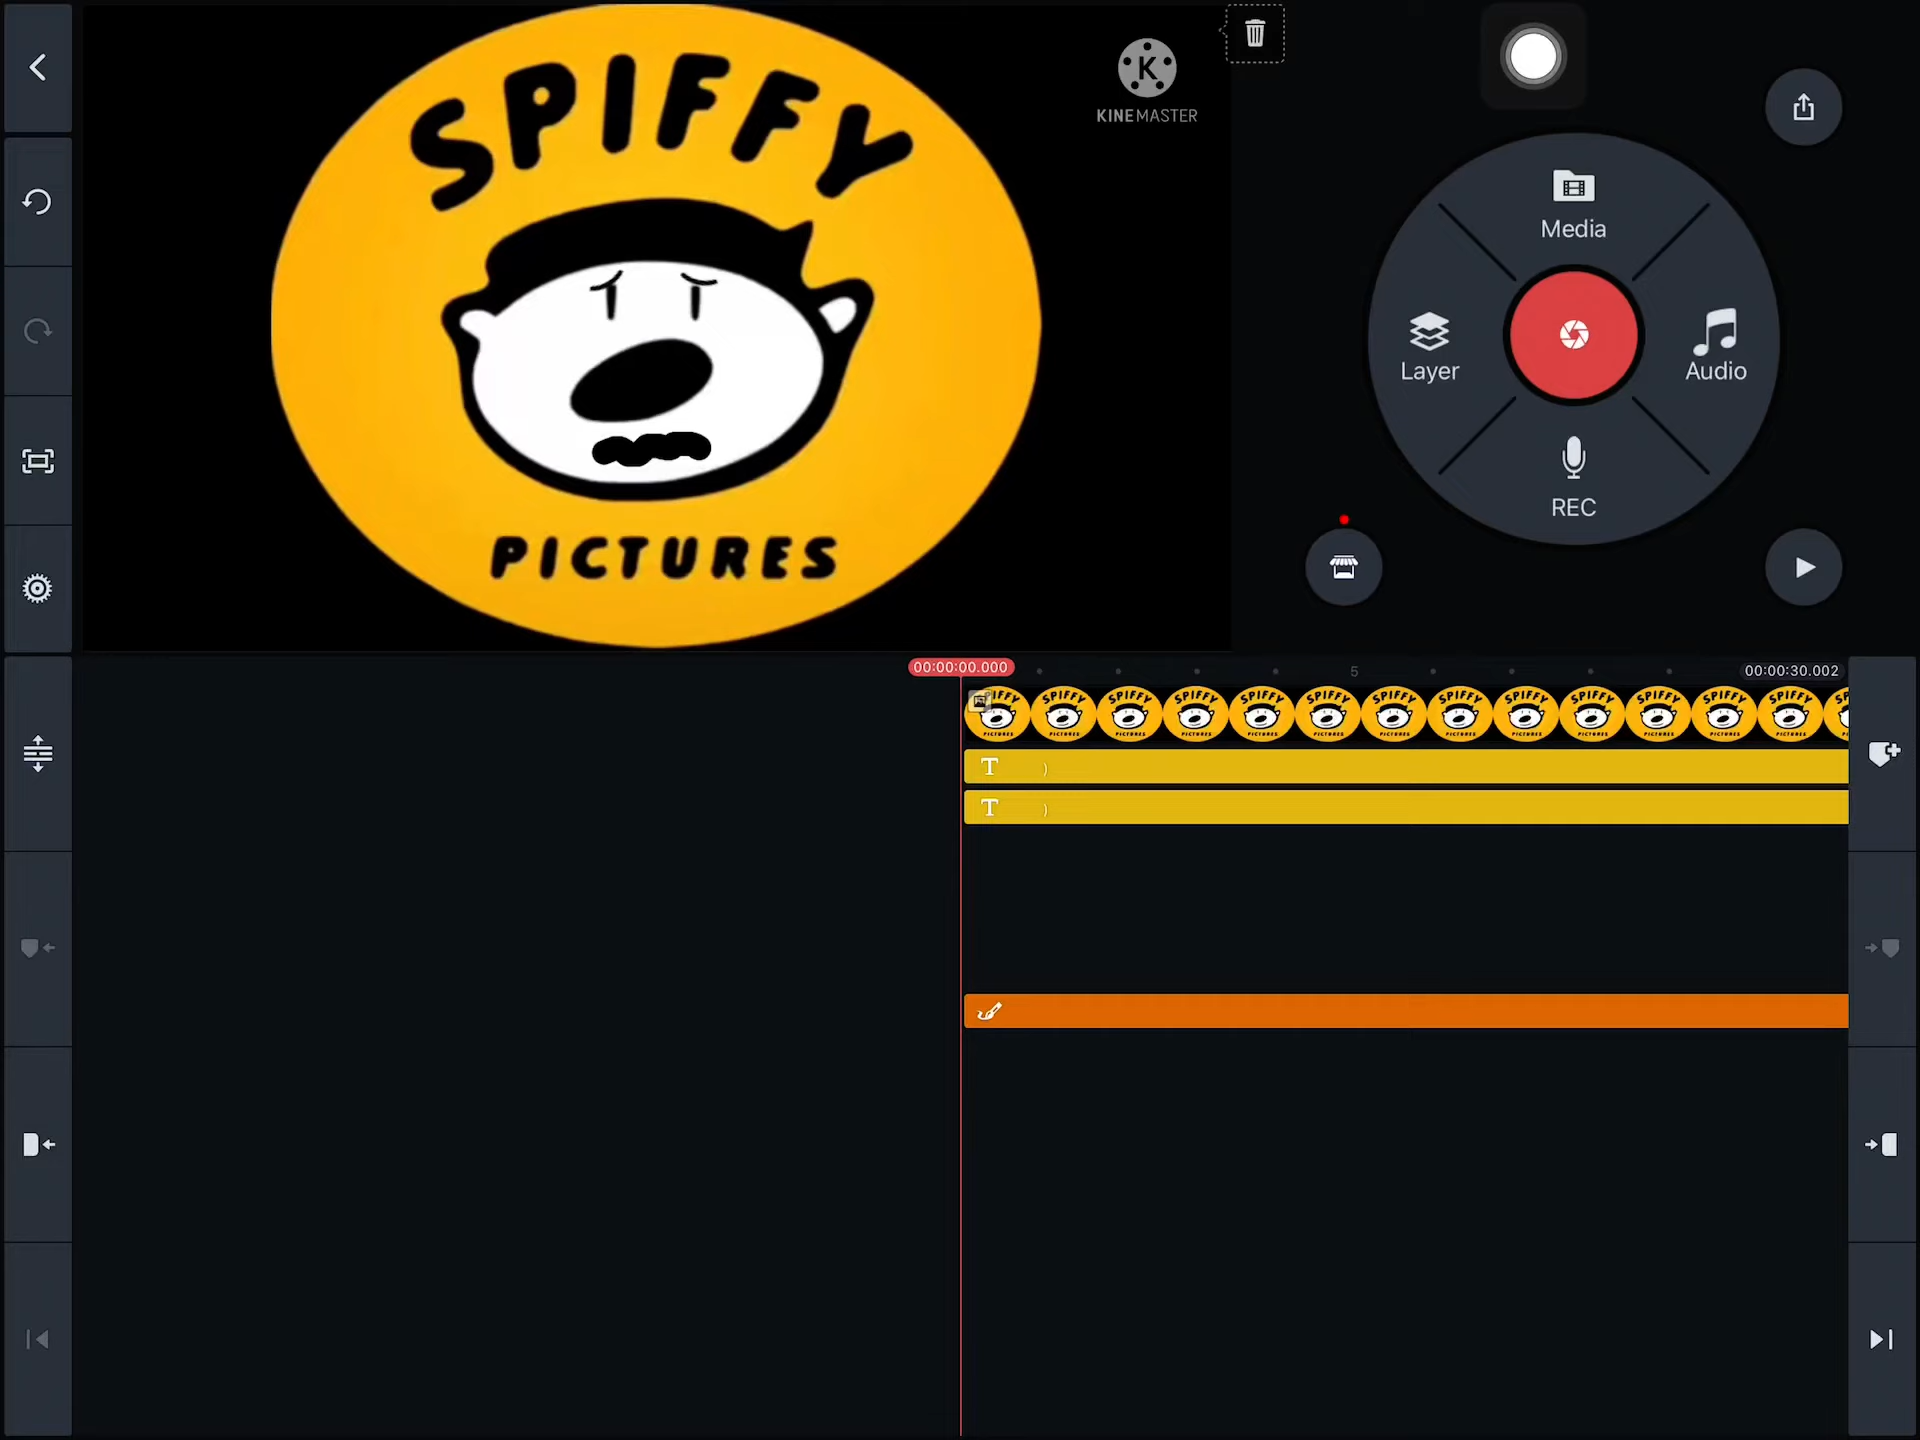 SPIFFY
PICTURES
K
KINEMASTER
Media
Layer
Audio
REC
00:00:00.000
5
00:00:30.002
T )
T )